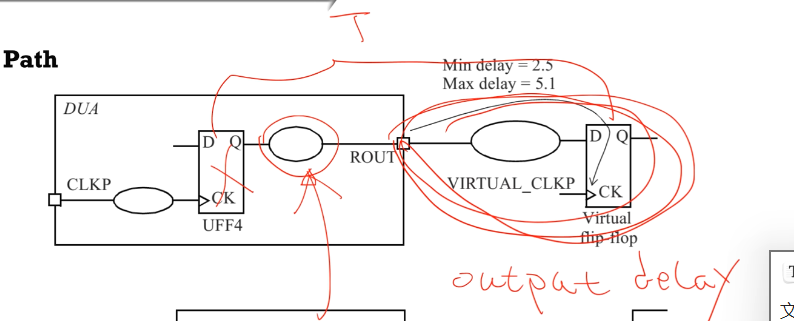 T
Path
Min delay = 2.5
Max delay = 5.1
DUA
D Q
D Q
ROUT
CLKP
VIRTUAL_CLKP
CK
CK
UFF4
Virtual
flip-flop
output delay
T
文